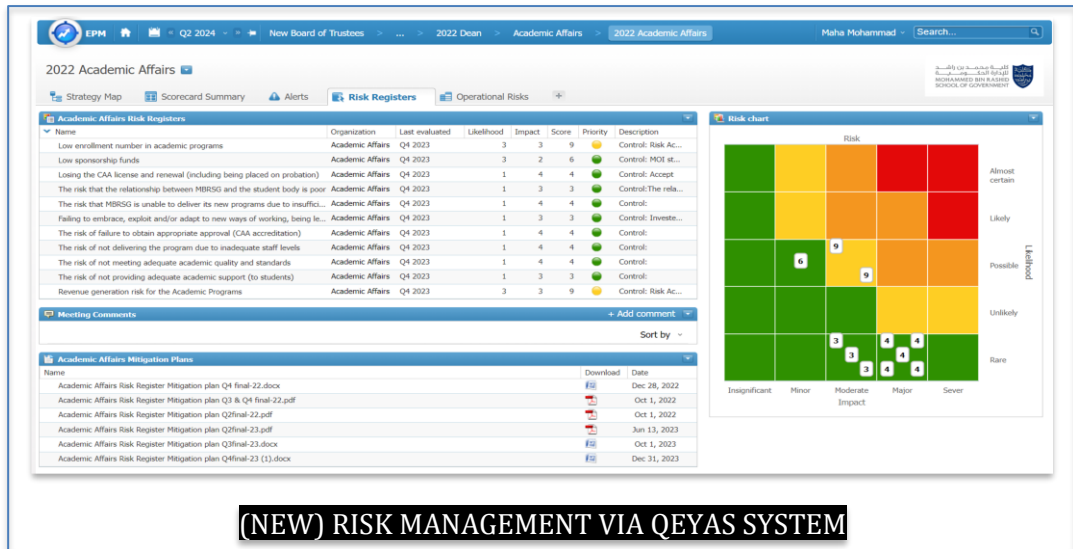 EPM Q2 2024 New Board of Trustees > ... > 2022 Dean > Academic Affairs > 2022 Academic Affairs Maha Mohammad Search...
2022 Academic Affairs
MOHAMMED BIN RASHID
SCHOOL OF GOVERNMENT
Strategy Map Scorecard Summary Alerts Risk Registers Operational Risks +
Academic Affairs Risk Registers
Name Organization Last evaluated Likelihood Impact Score Priority Description
Low enrollment number in academic programs Academic Affairs Q4 2023 3 3 9 Control: Risk Ac...
Low sponsorship funds Academic Affairs Q4 2023 3 2 6 Control: MOI st...
Losing the CAA license and renewal (including being placed on probation) Academic Affairs Q4 2023 1 4 4 Control: Accept
The risk that the relationship between MBRSG and the student body is poor Academic Affairs Q4 2023 1 3 3 Control:The rela...
The risk that MBRSG is unable to deliver its new programs due to insuffici... Academic Affairs Q4 2023 1 4 4 Control:
Failing to embrace, exploit and/or adapt to new ways of working, being le... Academic Affairs Q4 2023 1 3 3 Control: Investe...
The risk of failure to obtain appropriate approval (CAA accreditation) Academic Affairs Q4 2023 1 4 4 Control:
The risk of not delivering the program due to inadequate staff levels Academic Affairs Q4 2023 1 4 4 Control:
The risk of not meeting adequate academic quality and standards Academic Affairs Q4 2023 1 4 4 Control:
The risk of not providing adequate academic support (to students) Academic Affairs Q4 2023 1 3 3 Control:
Revenue generation risk for the Academic Programs Academic Affairs Q4 2023 3 3 9 Control: Risk Ac...
Meeting Comments + Add comment
Sort by
Academic Affairs Mitigation Plans
Name Download Date
Academic Affairs Risk Register Mitigation plan Q4 final-22.docx Dec 28, 2022
Academic Affairs Risk Register Mitigation plan Q3 & Q4 final-22.pdf Oct 1, 2022
Academic Affairs Risk Register Mitigation plan Q2final-22.pdf Oct 1, 2022
Academic Affairs Risk Register Mitigation plan Q2final-23.pdf Jun 13, 2023
Academic Affairs Risk Register Mitigation plan Q3final-23.docx Oct 1, 2023
Academic Affairs Risk Register Mitigation plan Q4final-23 (1).docx Dec 31, 2023
Risk chart
Risk
Almost
certain
Likely
9
6 Possible
9
Likelihood
Unlikely
3 4 4
3 4 Rare
3 4 4
Insignificant Minor Moderate Major Sever
Impact
(NEW) RISK MANAGEMENT VIA QEYAS SYSTEM